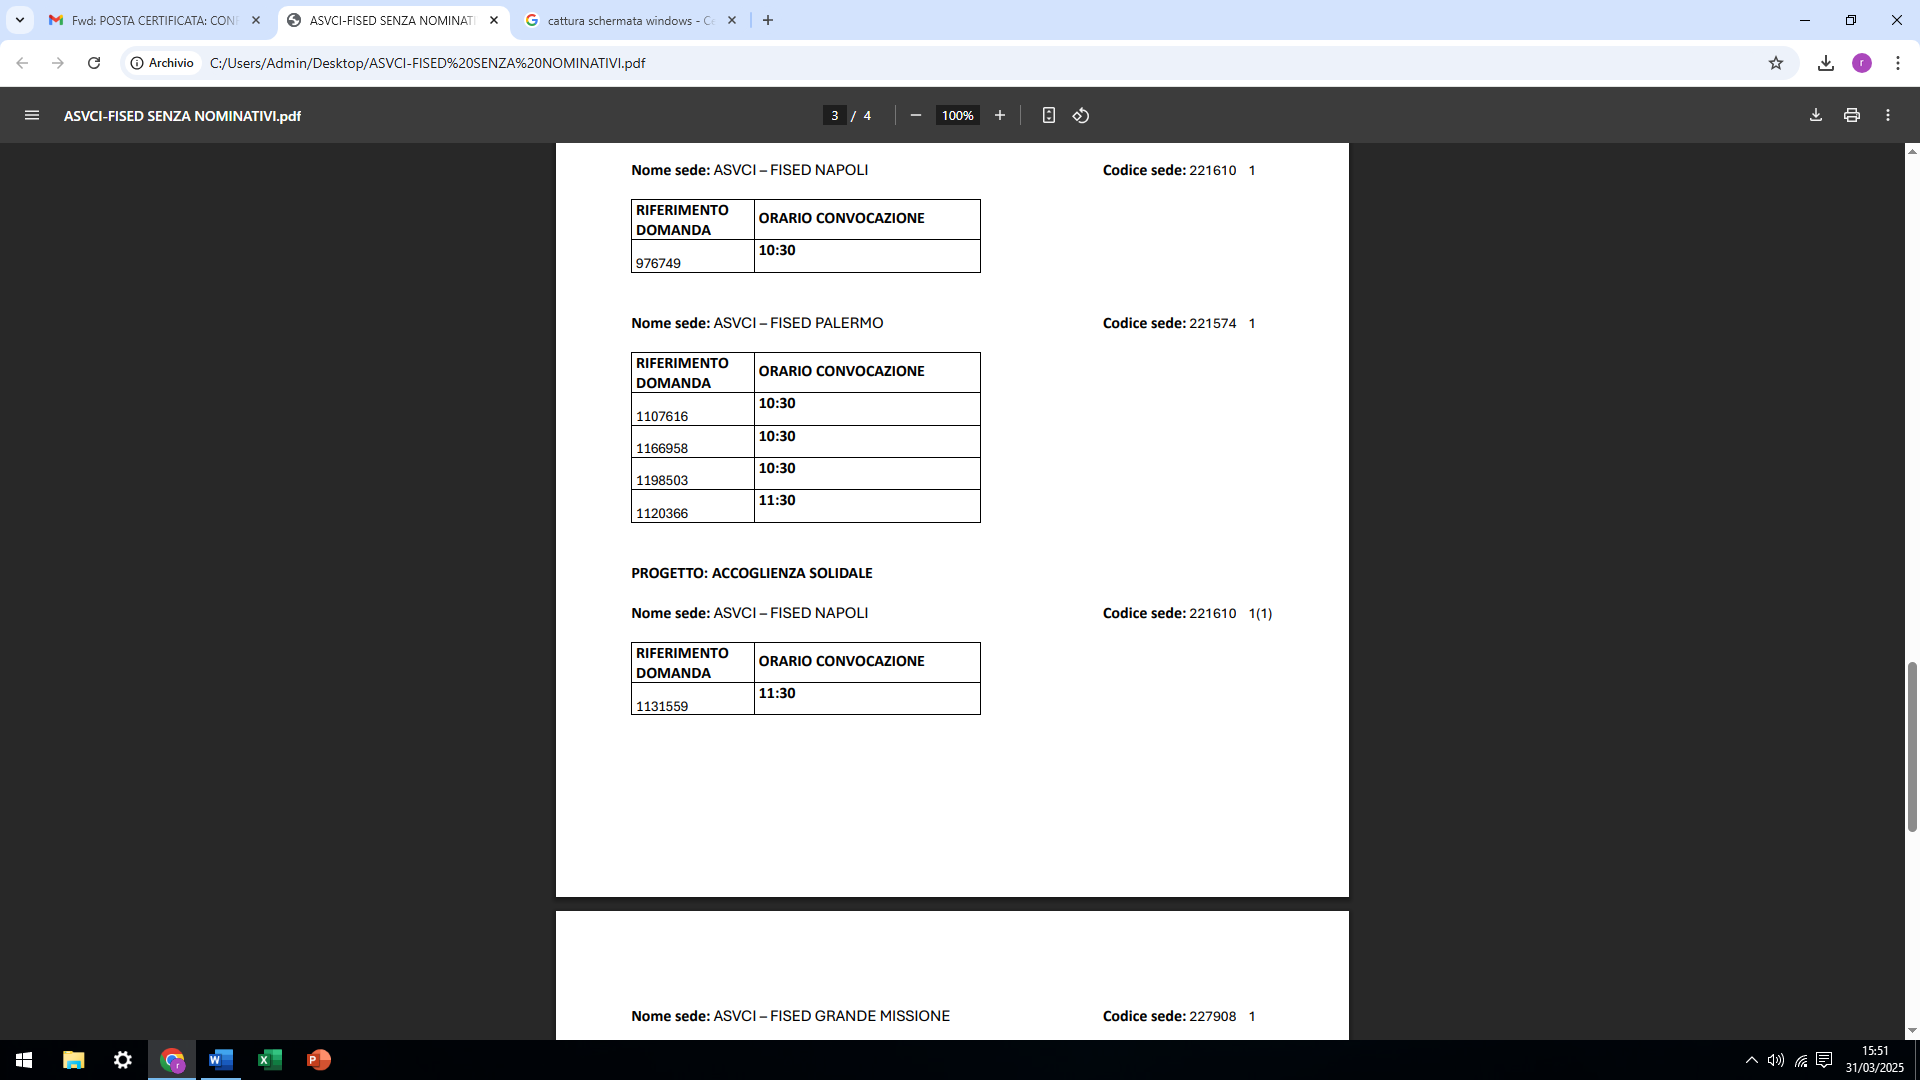 Fwd: POSTA CERTIFICATA: CON
ASVCI-FISED SENZA NOMINATI
cattura schermata windows - C
Archivio
C:/Users/Admin/Desktop/ASVCI-FISED%20SENZA%20NOMINATIVI.pdf
r
ASVCI-FISED SENZA NOMINATIVI.pdf
3 / 4
100%
Nome sede: ASVCI – FISED NAPOLI Codice sede: 221610 1
RIFERIMENTO
DOMANDA
ORARIO CONVOCAZIONE
976749
10:30
Nome sede: ASVCI – FISED PALERMO Codice sede: 221574 1
RIFERIMENTO
DOMANDA
ORARIO CONVOCAZIONE
1107616
10:30
1166958
10:30
1198503
10:30
1120366
11:30
PROGETTO: ACCOGLIENZA SOLIDALE
Nome sede: ASVCI – FISED NAPOLI Codice sede: 221610 1(1)
RIFERIMENTO
DOMANDA
ORARIO CONVOCAZIONE
1131559
11:30
Nome sede: ASVCI – FISED GRANDE MISSIONE Codice sede: 227908 1
15:51
31/03/2025